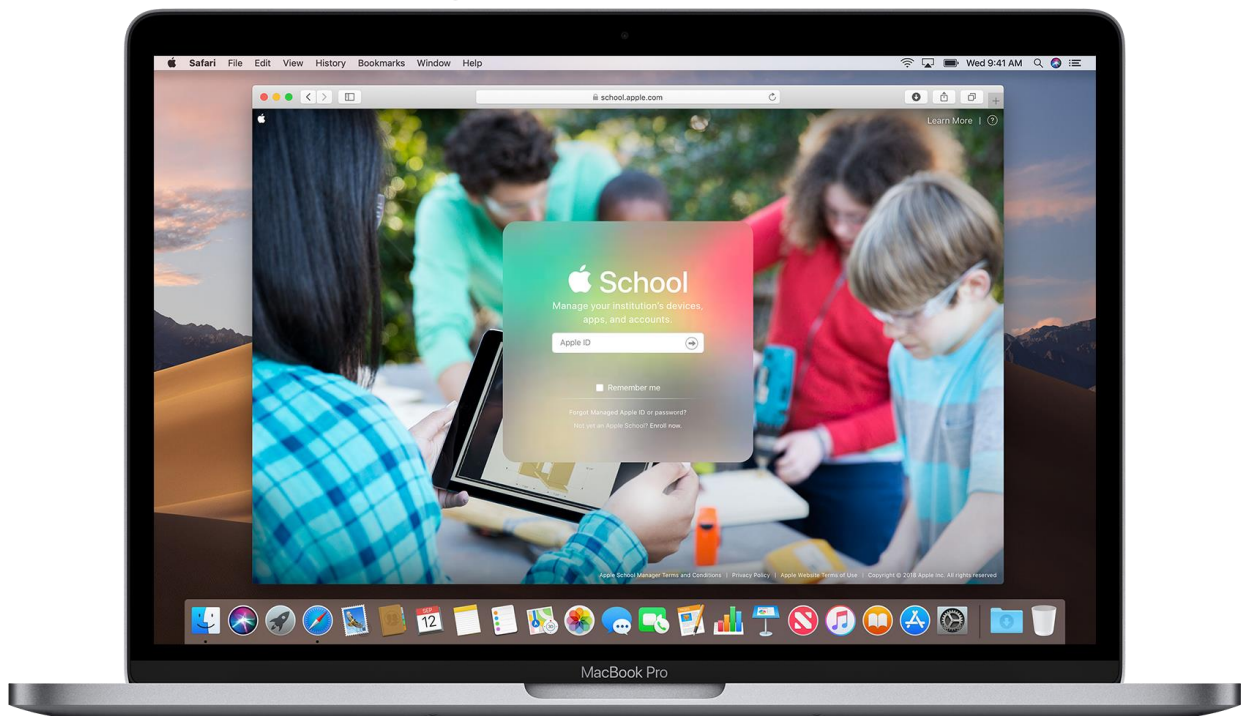 Safari File Edit View History Bookmarks Window Help Wed 9:41 AM
school.apple.com
Learn More | ?
School
Manage your institution's devices,
apps, and accounts.
Apple ID
Remember me
Forgot Managed Apple ID or password?
Not yet an Apple School? Enroll now.
Apple School Manager Terms and Conditions | Privacy Policy | Apple Website Terms of Use | Copyright © 2018 Apple Inc. All rights reserved
SEP
12
MacBook Pro